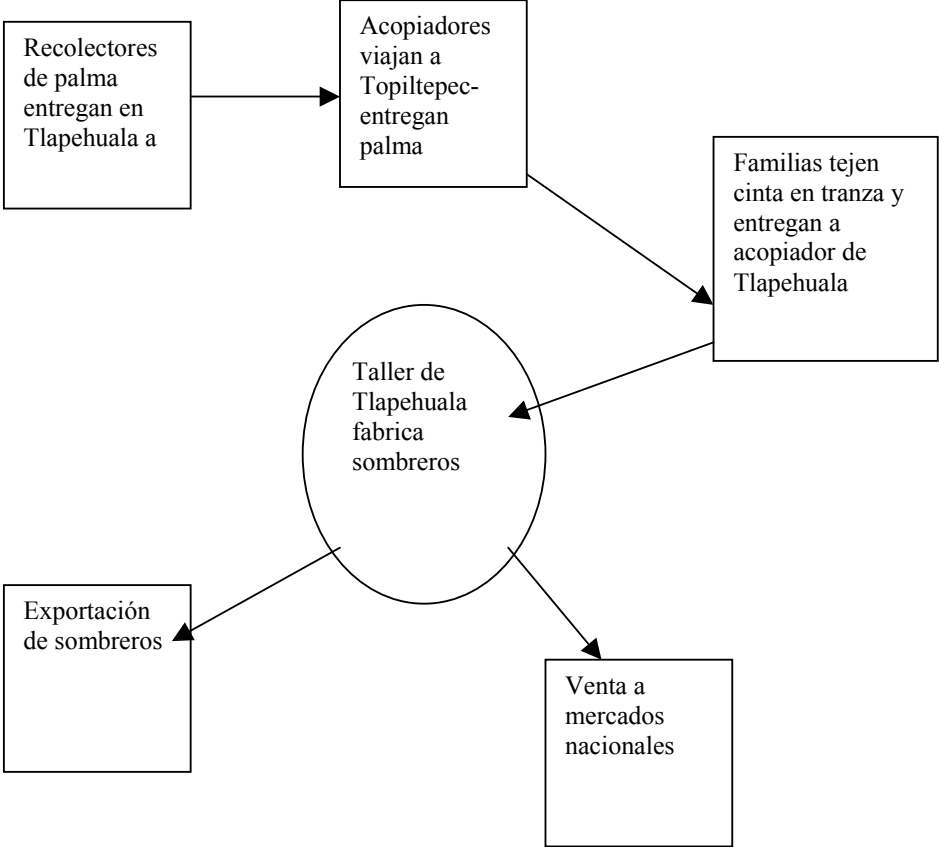 Recolectores
de palma
entregan en
Tlapehuala a
Acopiadores
viajan a
Topiltepec-
entregan
palma
Familias tejen
cinta en tranza y
entregan a
acopiador de
Tlapehuala
Taller de
Tlapehuala
fabrica
sombreros
Exportación
de sombreros
Venta a
mercados
nacionales